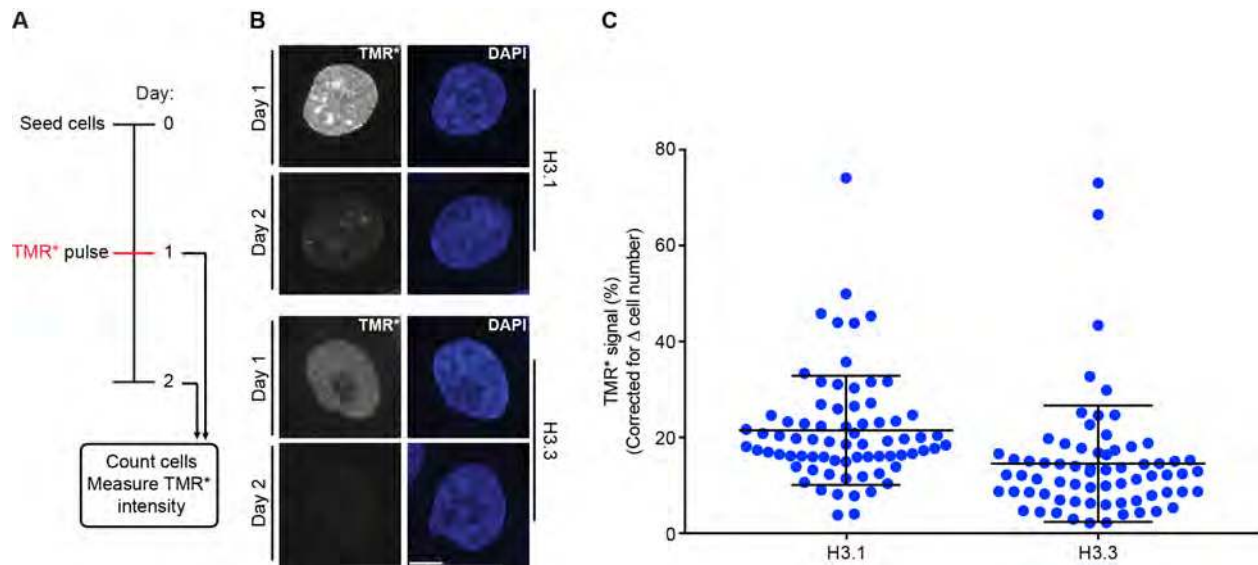 A
Day:
Seed cells
0
TMR* pulse
1
2
Count cells
Measure TMR*
intensity
B
TMR*
DAPI
Day 1
Day 2
H3.1
TMR*
DAPI
Day 1
Day 2
H3.3
C
TMR* signal (%)
(Corrected for Δ cell number)
80
60
40
20
0
H3.1
H3.3